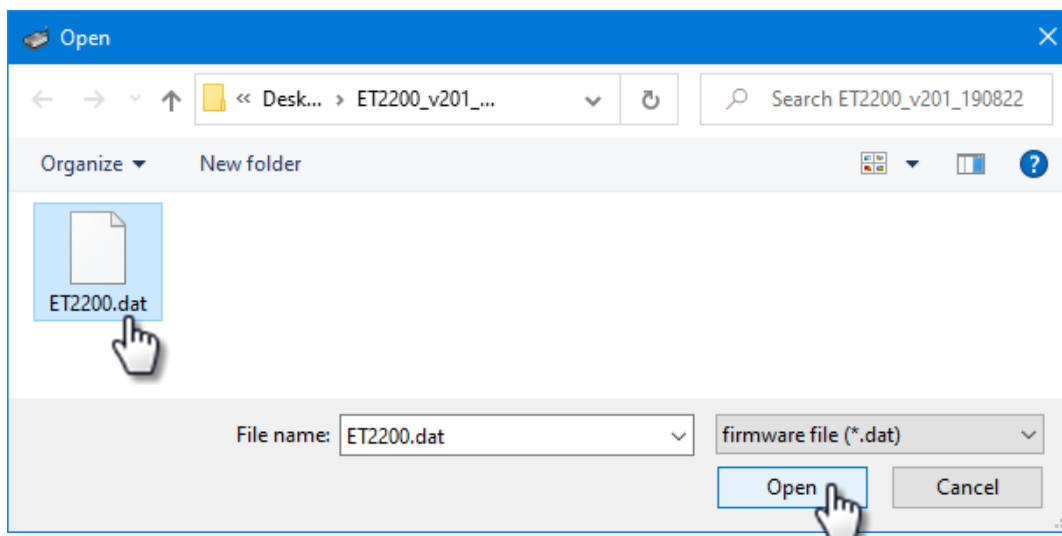 Open
« Desk... › ET2200_v201_... Search ET2200_v201_190822
Organize New folder ?
ET2200.dat
File name: ET2200.dat firmware file (*.dat)
Open Cancel